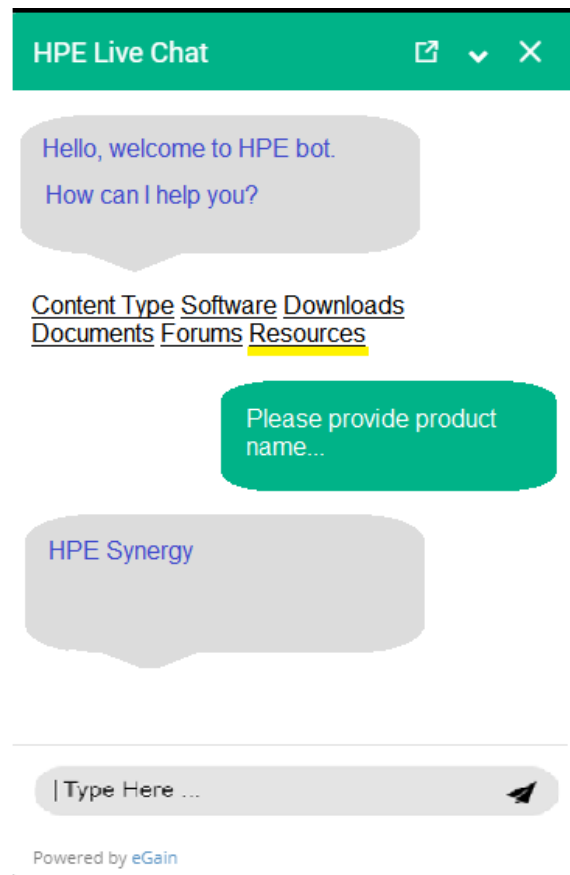 HPE Live Chat
Hello, welcome to HPE bot.
How can I help you?
Content Type Software Downloads
Documents Forums Resources
Please provide product
name...
HPE Synergy
|Type Here ...
Powered by eGain